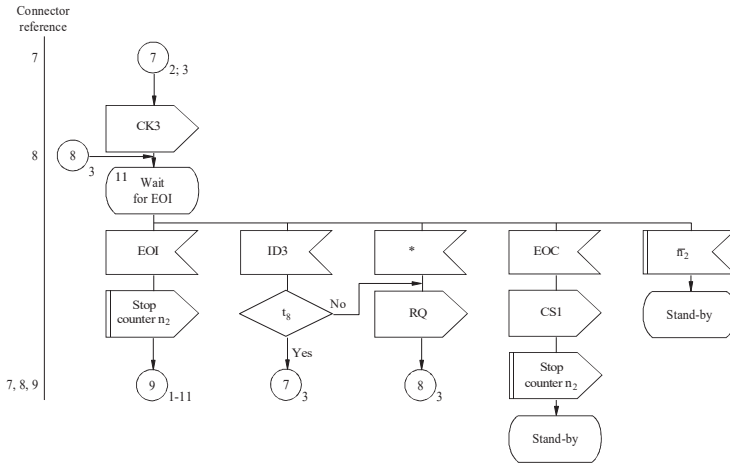 Connector
reference
7
7
2; 3
CK3
8
8
3
11
Wait
for EOI
EOI
ID3
*
EOC
n̅₂
Stop
counter n₂
t₈
No
RQ
CS1
Stand-by
Yes
7, 8, 9
9
1-11
7
3
8
3
Stop
counter n₂
Stand-by